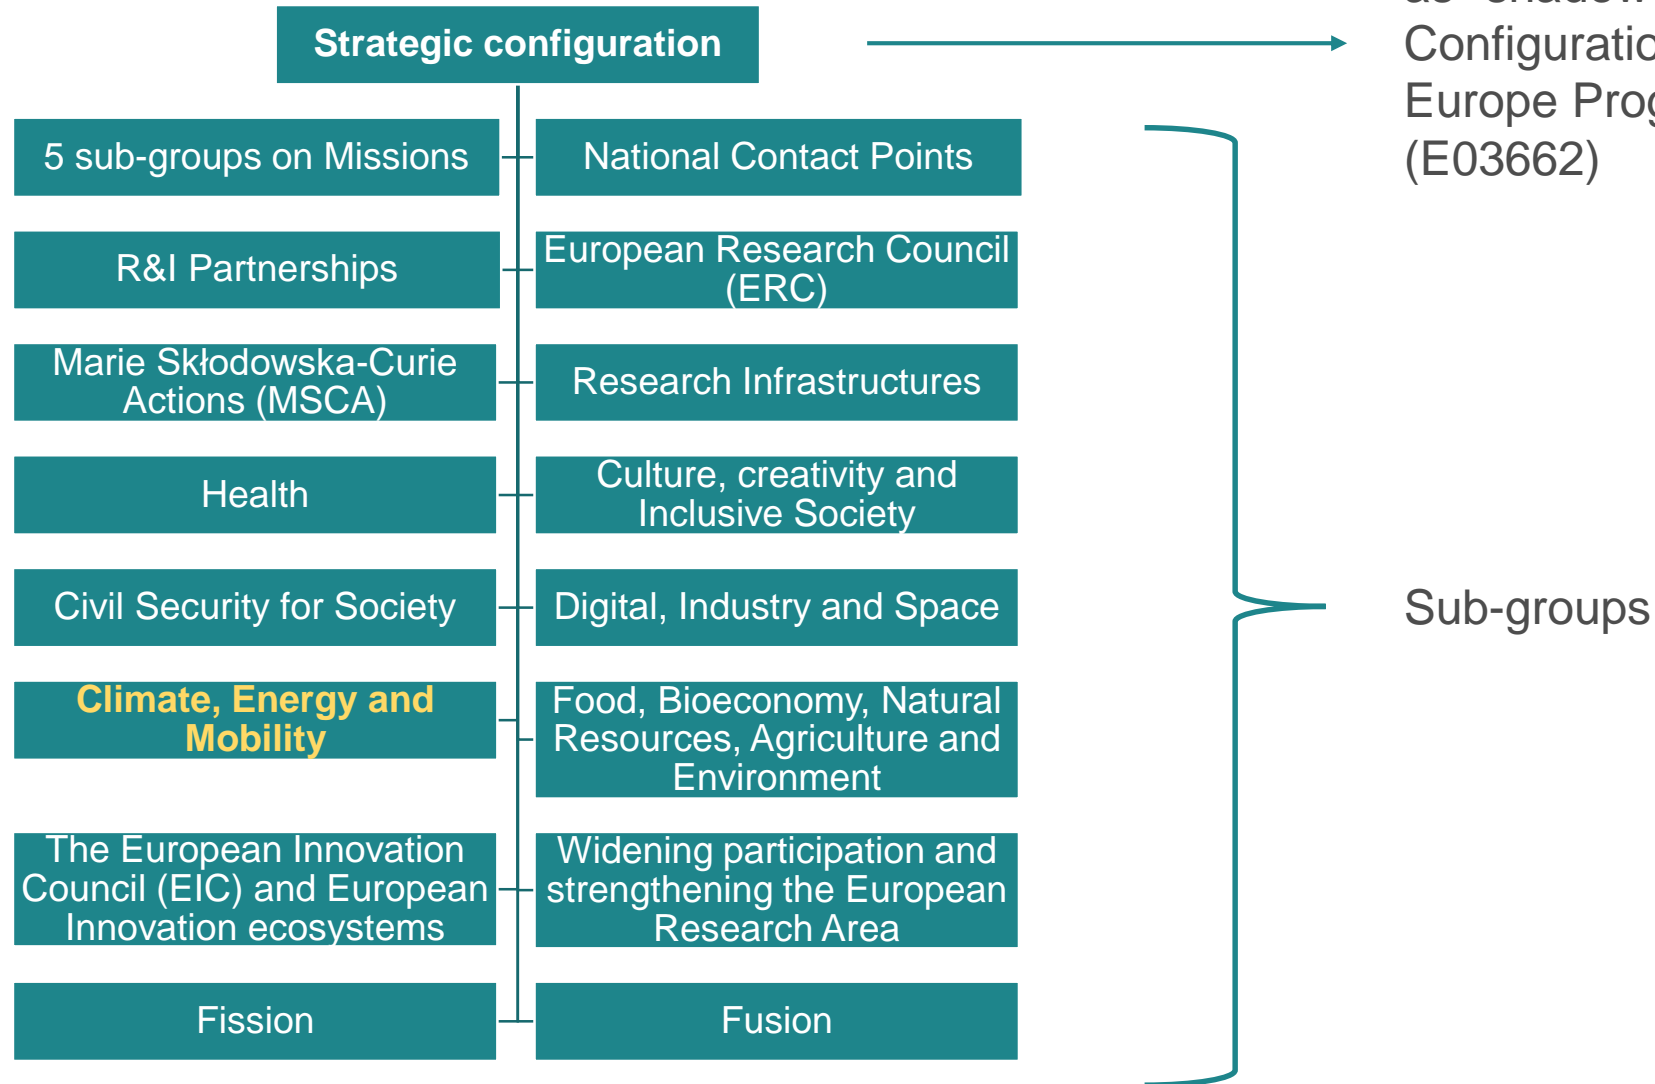 Strategic configuration
as "shadow
Configuratio
Europe Prog
(E03662)
5 sub-groups on Missions
National Contact Points
R&I Partnerships
European Research Council
(ERC)
Marie Skłodowska-Curie
Actions (MSCA)
Research Infrastructures
Health
Culture, creativity and
Inclusive Society
Civil Security for Society
Digital, Industry and Space
Sub-groups
Climate, Energy and
Mobility
Food, Bioeconomy, Natural
Resources, Agriculture and
Environment
The European Innovation
Council (EIC) and European
Innovation ecosystems
Widening participation and
strengthening the European
Research Area
Fission
Fusion